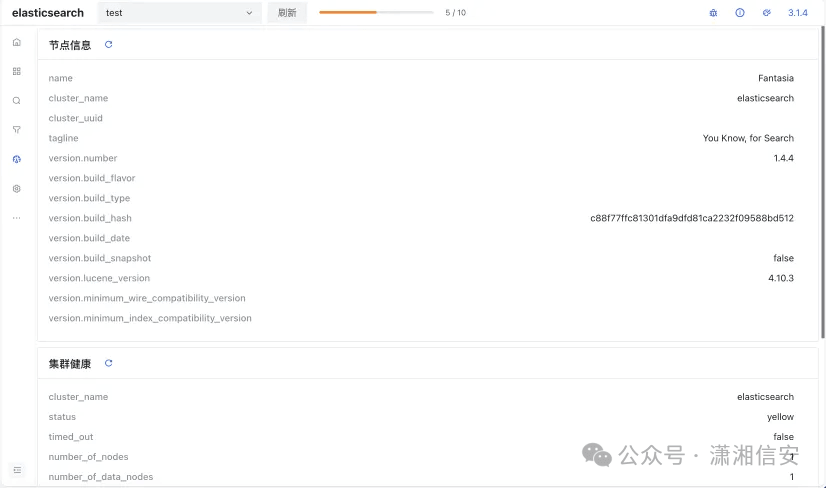 elasticsearch test 刷新 5 / 10 3.1.4
节点信息
name Fantasia
cluster_name elasticsearch
cluster_uuid
tagline You Know, for Search
version.number 1.4.4
version.build_flavor
version.build_type
version.build_hash c88f77ffc81301dfa9dfd81ca2232f09588bd512
version.build_date
version.build_snapshot false
version.lucene_version 4.10.3
version.minimum_wire_compatibility_version
version.minimum_index_compatibility_version
集群健康
cluster_name elasticsearch
status yellow
timed_out false
number_of_nodes 1
number_of_data_nodes 1
公众号 · 潇湘信安